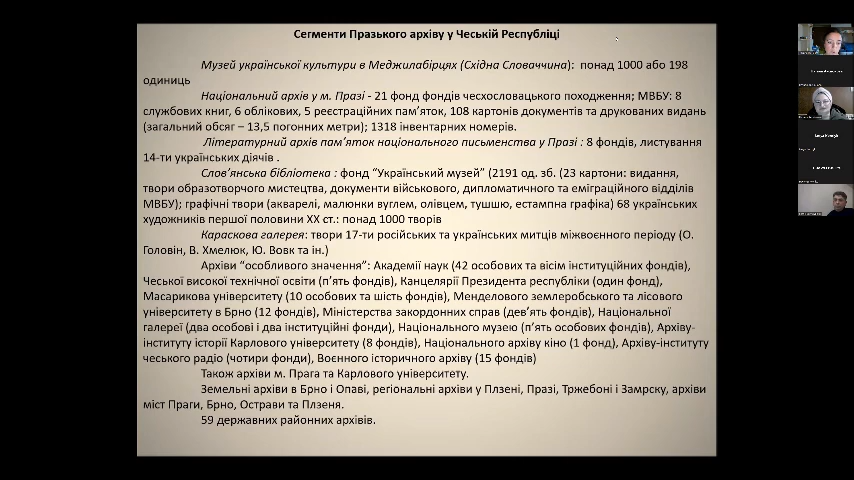 Сегменти Празького архіву у Чеській Республіці
Музей української культури в Меджилабірцях (Східна Словаччина): понад 1000 або 198
одиниць
Національний архів у м. Празі - 21 фонд фондів чесхословацького походження; МВБУ: 8
службових книг, 6 облікових, 5 реєстраційних пам’яток, 108 картонів документів та друкованих видань
(загальний обсяг – 13,5 погонних метри); 1318 інвентарних номерів.
Літературний архів пам’яток національного письменства у Празі : 8 фондів, листування
14-ти українських діячів .
Слов’янська бібліотека : фонд “Український музей” (2191 од. зб. (23 картони: видання,
твори образотворчого мистецтва, документи військового, дипломатичного та еміграційного відділів
МВБУ); графічні твори (акварелі, малюнки вуглем, олівцем, тушшю, естампна графіка) 68 українських
художників першої половини ХХ ст.: понад 1000 творів
Караскова галерея: твори 17-ти російських та українських митців міжвоєнного періоду (О.
Головін, В. Хмелюк, Ю. Вовк та ін.)
Архіви “особливого значення”: Академії наук (42 особових та вісім інституційних фондів),
Чеської високої технічної освіти (п’ять фондів), Канцелярії Президента республіки (один фонд),
Масарикова університету (10 особових та шість фондів), Менделового землеробського та лісового
університету в Брно (12 фондів), Міністерства закордонних справ (дев’ять фондів), Національної
галереї (два особові і два інституційні фонди), Національного музею (п’ять особових фондів), Архіву-
інституту історії Карлового університету (8 фондів), Національного архіву кіно (1 фонд), Архіву-інституту
чеського радіо (чотири фонди), Воєнного історичного архіву (15 фондів)
Також архіви м. Прага та Карлового університету.
Земельні архіви в Брно і Опаві, регіональні архіви у Плзені, Празі, Тржебоні і Замрску, архіви
міст Праги, Брно, Острави та Плзеня.
59 державних районних архівів.